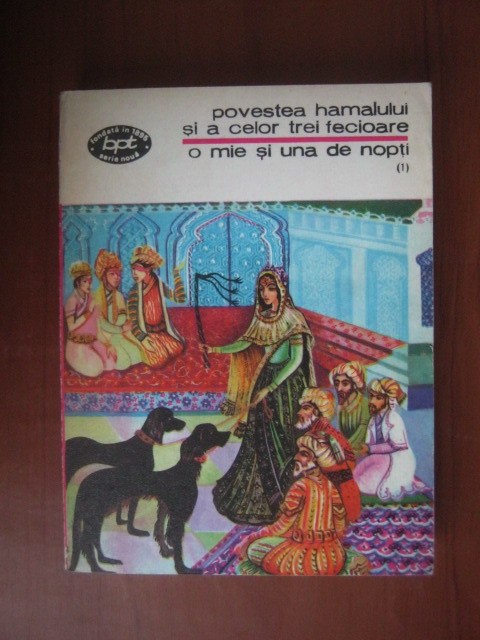 povestea hamalului
și a celor trei fecioare
o mie și una de nopți
(1)
fondată în 1895
bpt
serie nouă